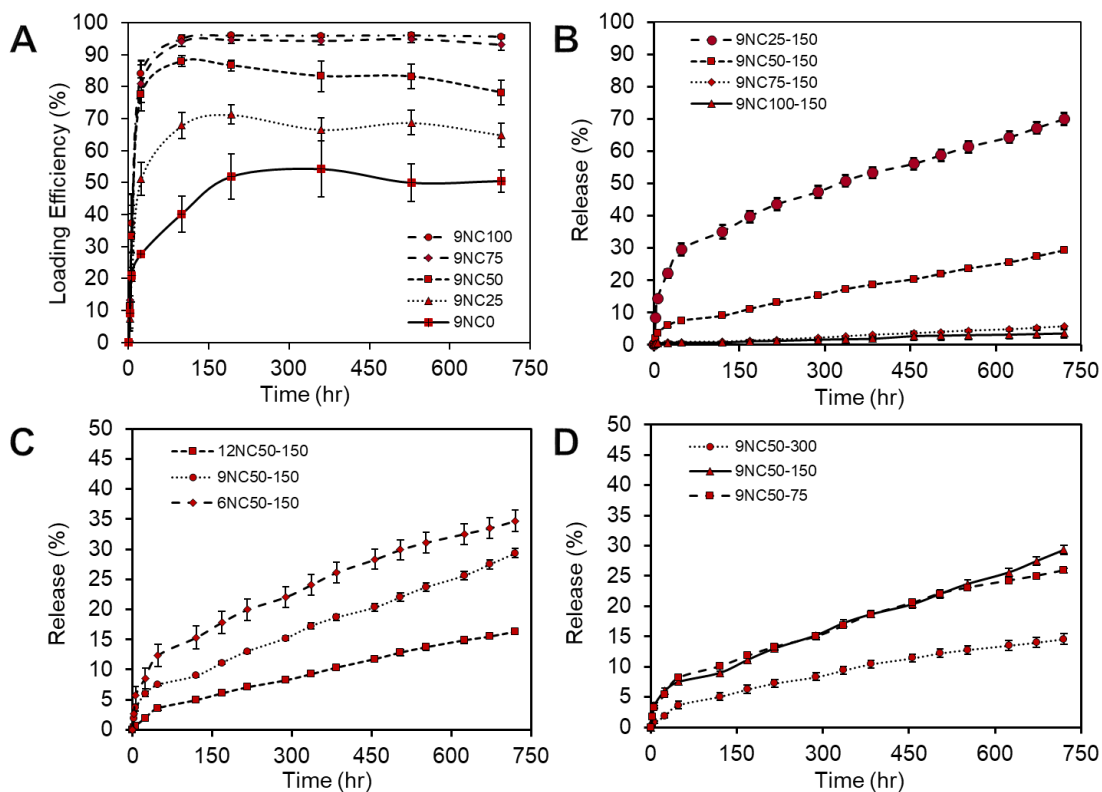 A
100
90
80
70
60
50
40
30
20
10
0
Loading Efficiency (%)
9NC100
9NC75
9NC50
9NC25
9NC0
0 150 300 450 600 750
Time (hr)
B
100
90
80
70
60
50
40
30
20
10
0
Release (%)
9NC25-150
9NC50-150
9NC75-150
9NC100-150
0 150 300 450 600 750
Time (hr)
C
50
45
40
35
30
25
20
15
10
5
0
Release (%)
12NC50-150
9NC50-150
6NC50-150
0 150 300 450 600 750
Time (hr)
D
50
45
40
35
30
25
20
15
10
5
0
Release (%)
9NC50-300
9NC50-150
9NC50-75
0 150 300 450 600 750
Time (hr)